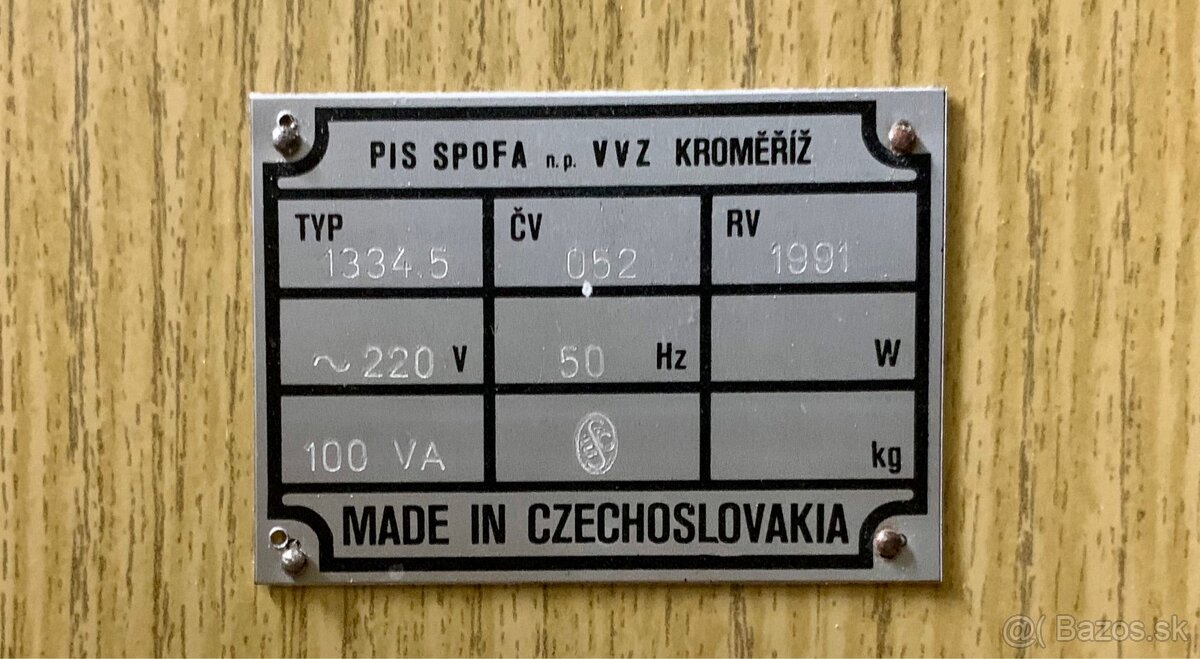 PIS SPOFA n.p. VVZ KROMĚŘÍŽ
TYP ČV RV
1334.5 052 1991
~220 V 50 Hz W
100 VA kg
MADE IN CZECHOSLOVAKIA
@( Bazos.sk